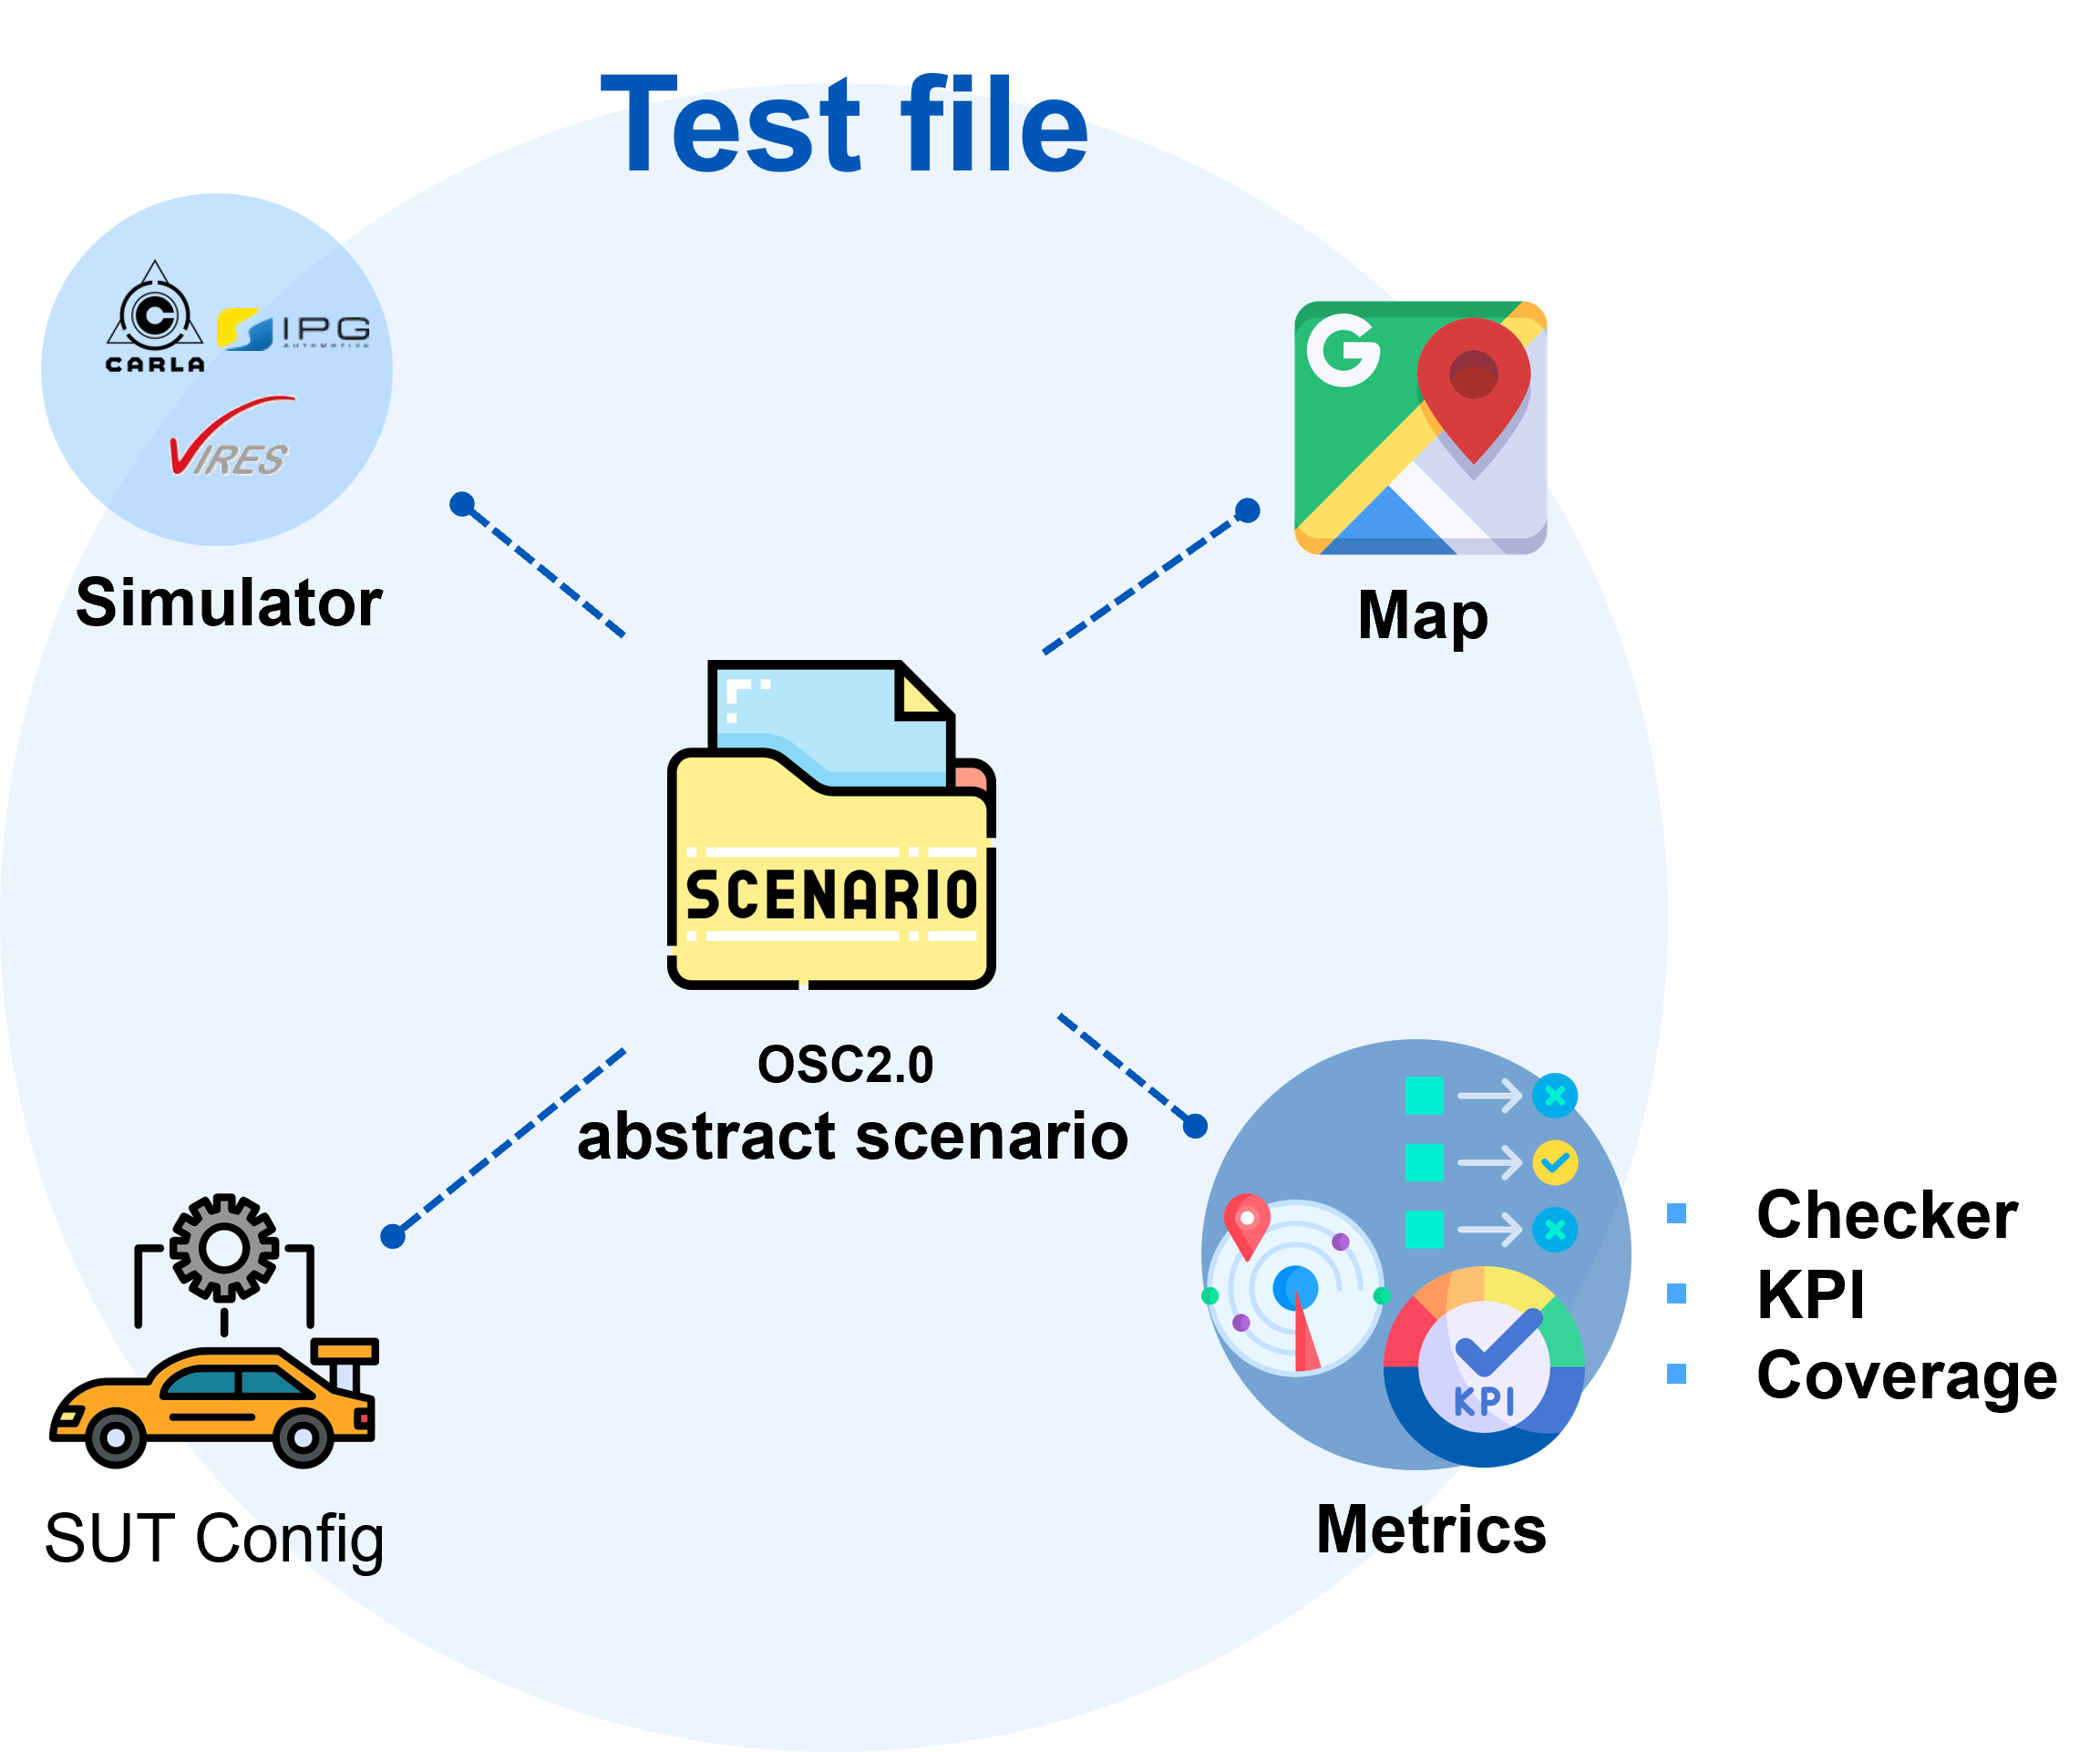 Test file
CARLA
IPG
AUTOMOTIVE
VIRES
Simulator
G
Map
SCENARIO
OSC2.0
abstract scenario
SUT Config
KPI
Metrics
Checker
KPI
Coverage